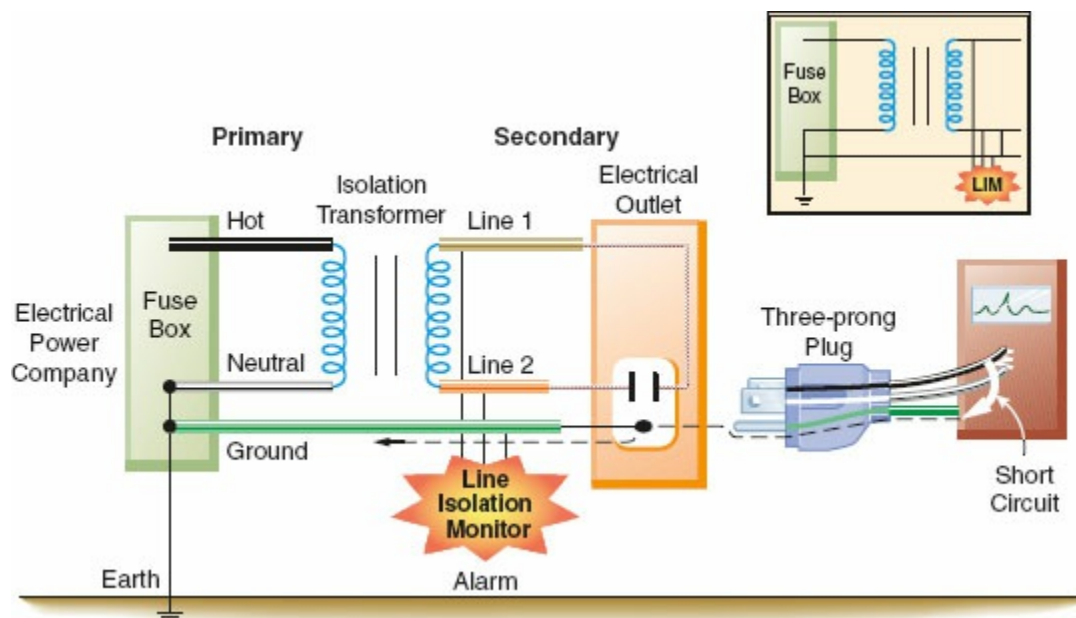 Primary
Secondary
Fuse
Box
LIM
Isolation
Transformer
Electrical
Outlet
Hot
Line 1
Electrical
Power
Company
Fuse
Box
Three-prong
Plug
Neutral
Line 2
Ground
Line
Isolation
Monitor
Short
Circuit
Earth
Alarm